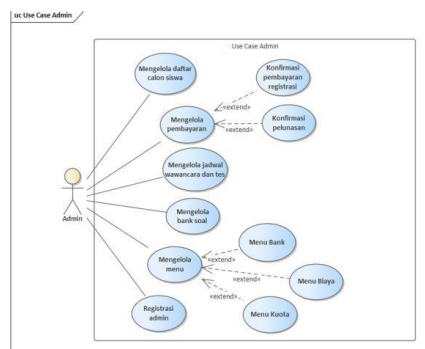 uc Use Case Admin
Use Case Admin
Mengelola daftar
calon siswa
Konfirmasi
pembayaran
registrasi
«extend»
Mengelola
pembayaran
Konfirmasi
pelunasan
«extend»
Mengelola jadwal
wawancara dan tes
Admin
Mengelola
bank soal
Menu Bank
«extend»
Mengelola
menu
«extend»
Menu Biaya
«extend»
Registrasi
admin
Menu Kuota